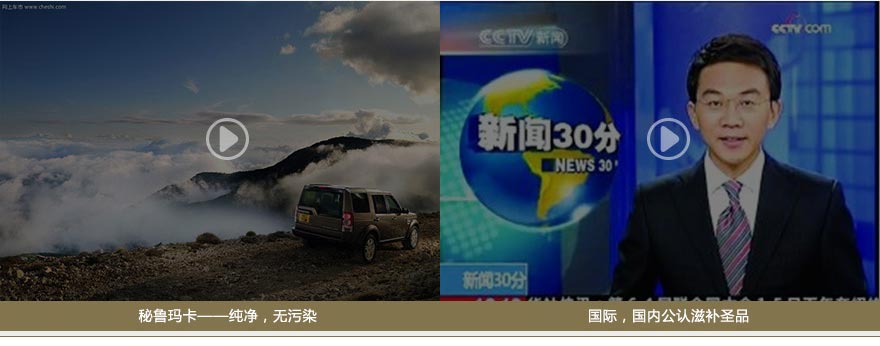 网上车市 www.cheshi.com
CCTV 新闻
CCTV com
新闻30分
NEWS 30'
新闻30分
秘鲁玛卡——纯净，无污染
国际，国内公认滋补圣品